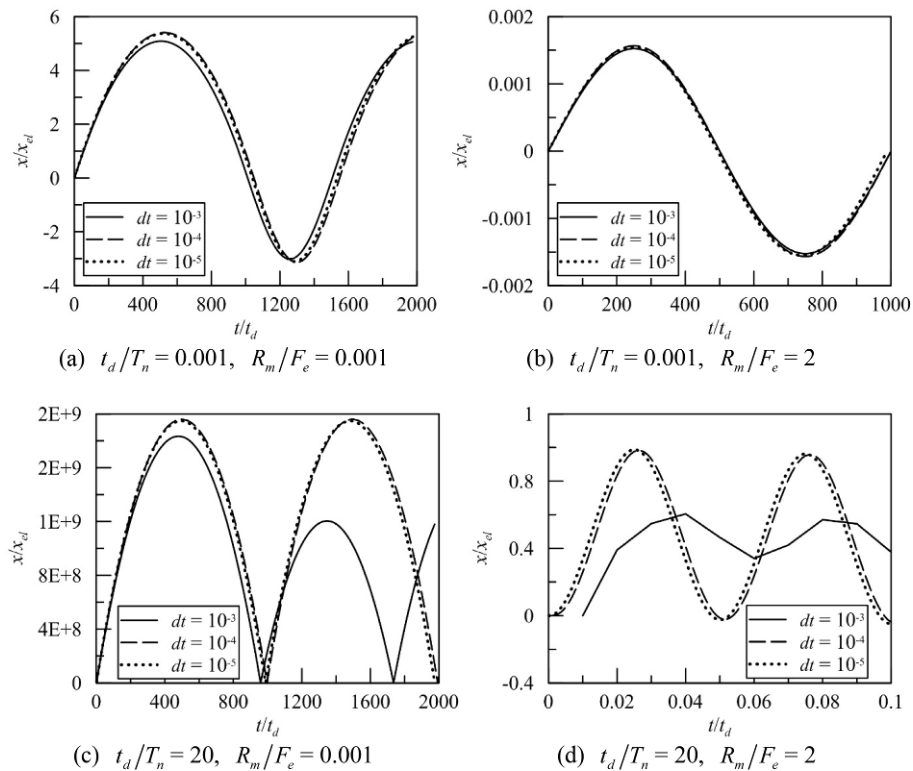 6
4
2
0
-2
-4
x/x_el
dt = 10⁻³
dt = 10⁻⁴
dt = 10⁻⁵
0 400 800 1200 1600 2000
t/t_d
(a) t_d/T_n = 0.001, R_m/F_e = 0.001
0.002
0.001
0
-0.001
-0.002
x/x_el
dt = 10⁻³
dt = 10⁻⁴
dt = 10⁻⁵
0 200 400 600 800 1000
t/t_d
(b) t_d/T_n = 0.001, R_m/F_e = 2
2E+9
2E+9
1E+9
8E+8
4E+8
0
x/x_el
dt = 10⁻³
dt = 10⁻⁴
dt = 10⁻⁵
0 400 800 1200 1600 2000
t/t_d
(c) t_d/T_n = 20, R_m/F_e = 0.001
1
0.8
0.4
0
-0.4
x/x_el
dt = 10⁻³
dt = 10⁻⁴
dt = 10⁻⁵
0 0.02 0.04 0.06 0.08 0.1
t/t_d
(d) t_d/T_n = 20, R_m/F_e = 2